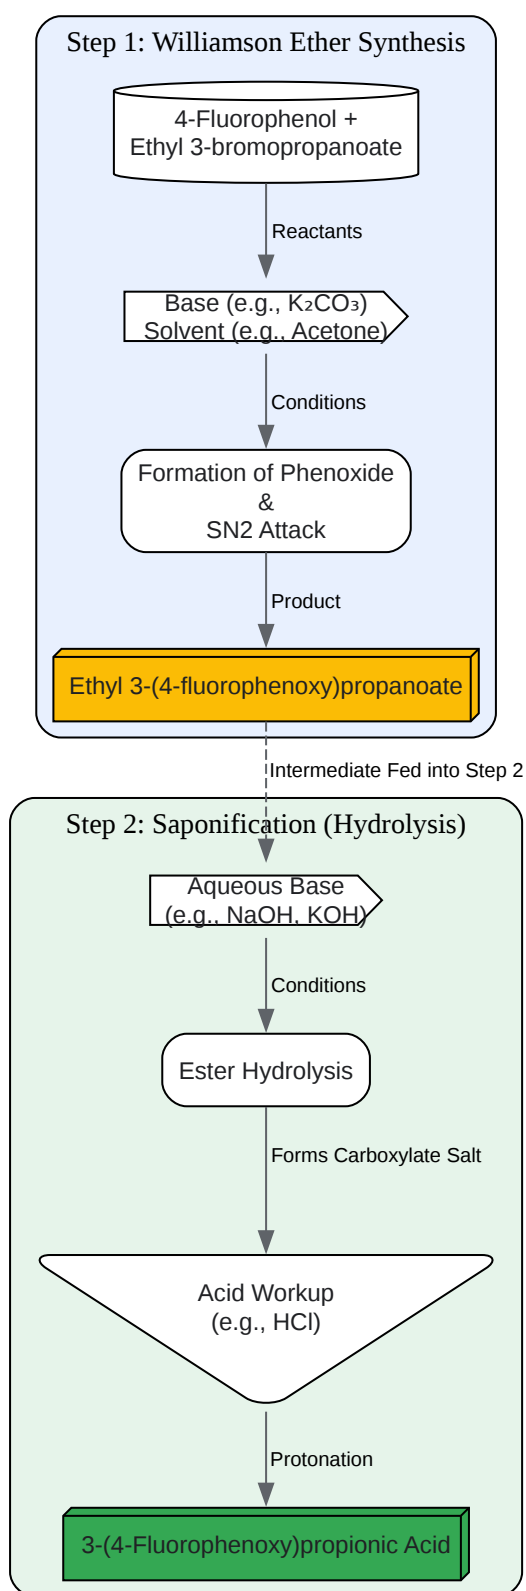 Step 1: Williamson Ether Synthesis
4-Fluorophenol +
Ethyl 3-bromopropanoate
Reactants
Base (e.g., K₂CO₃)
Solvent (e.g., Acetone)
Conditions
Formation of Phenoxide
&
SN2 Attack
Product
Ethyl 3-(4-fluorophenoxy)propanoate
Intermediate Fed into Step 2
Step 2: Saponification (Hydrolysis)
Aqueous Base
(e.g., NaOH, KOH)
Conditions
Ester Hydrolysis
Forms Carboxylate Salt
Acid Workup
(e.g., HCl)
Protonation
3-(4-Fluorophenoxy)propionic Acid